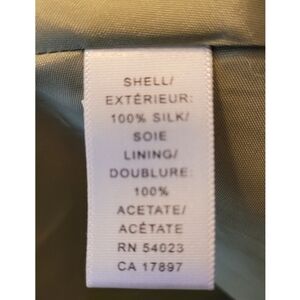 SHELL/
EXTÉRIEUR:
100% SILK/
SOIE
LINING/
DOUBLURE:
100%
ACETATE/
ACÉTATE
RN 54023
CA 17897